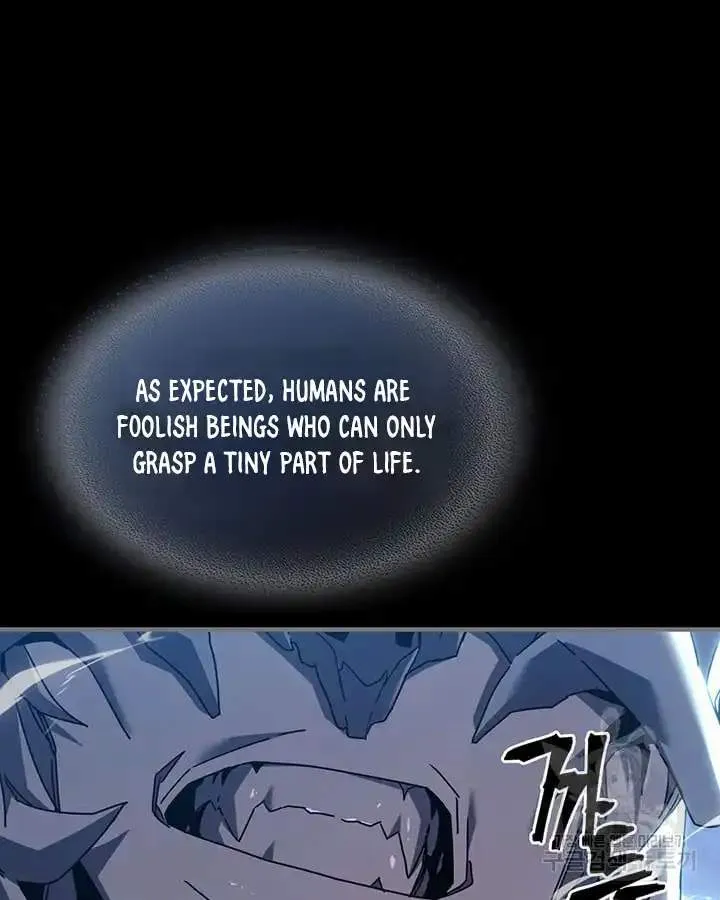 AS EXPECTED, HUMANS ARE
FOOLISH BEINGS WHO CAN ONLY
GRASP A TINY PART OF LIFE.